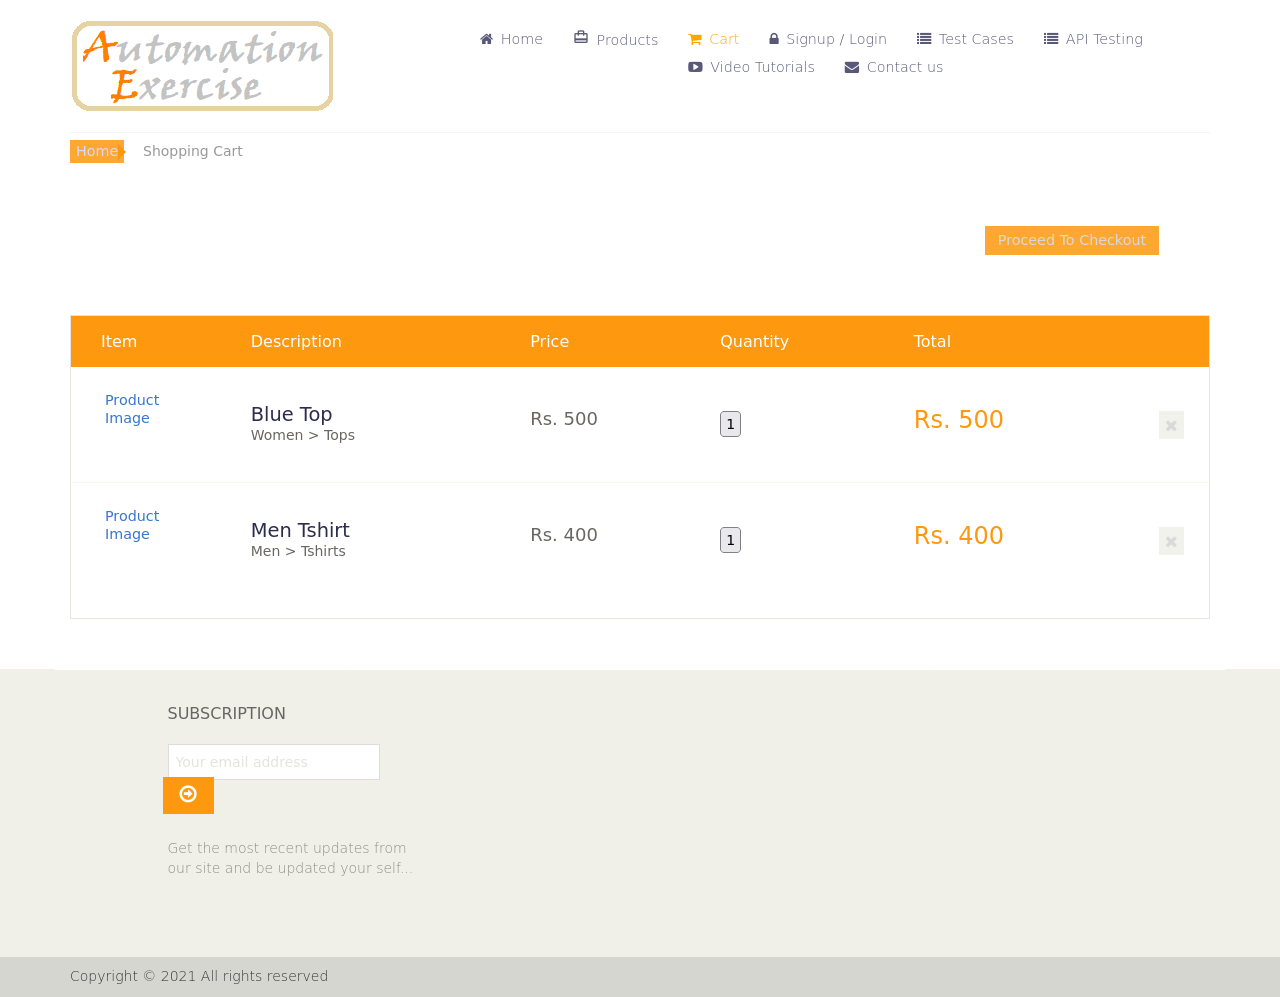 Automation
Exercise
Home Products Cart Signup / Login Test Cases API Testing
Video Tutorials Contact us
Home Shopping Cart
Proceed To Checkout
Item Description Price Quantity Total
Product
Image
Blue Top
Women > Tops
Rs. 500
1
Rs. 500
Product
Image
Men Tshirt
Men > Tshirts
Rs. 400
1
Rs. 400
SUBSCRIPTION
Your email address
Get the most recent updates from
our site and be updated your self...
Copyright © 2021 All rights reserved